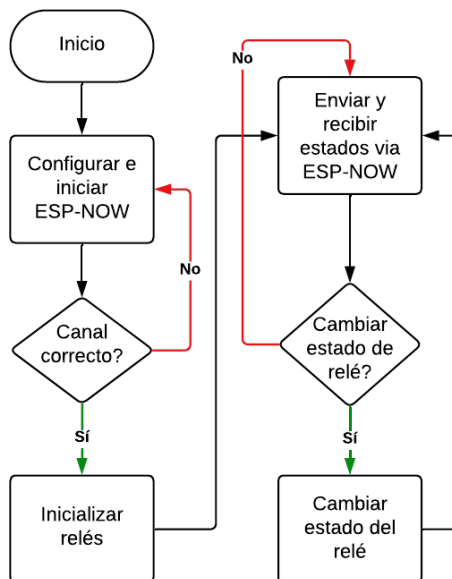 Inicio
Configurar e
iniciar
ESP-NOW
No
Canal
correcto?
Sí
Inicializar
relés
No
Enviar y
recibir
estados via
ESP-NOW
Cambiar
estado de
relé?
Sí
Cambiar
estado del
relé